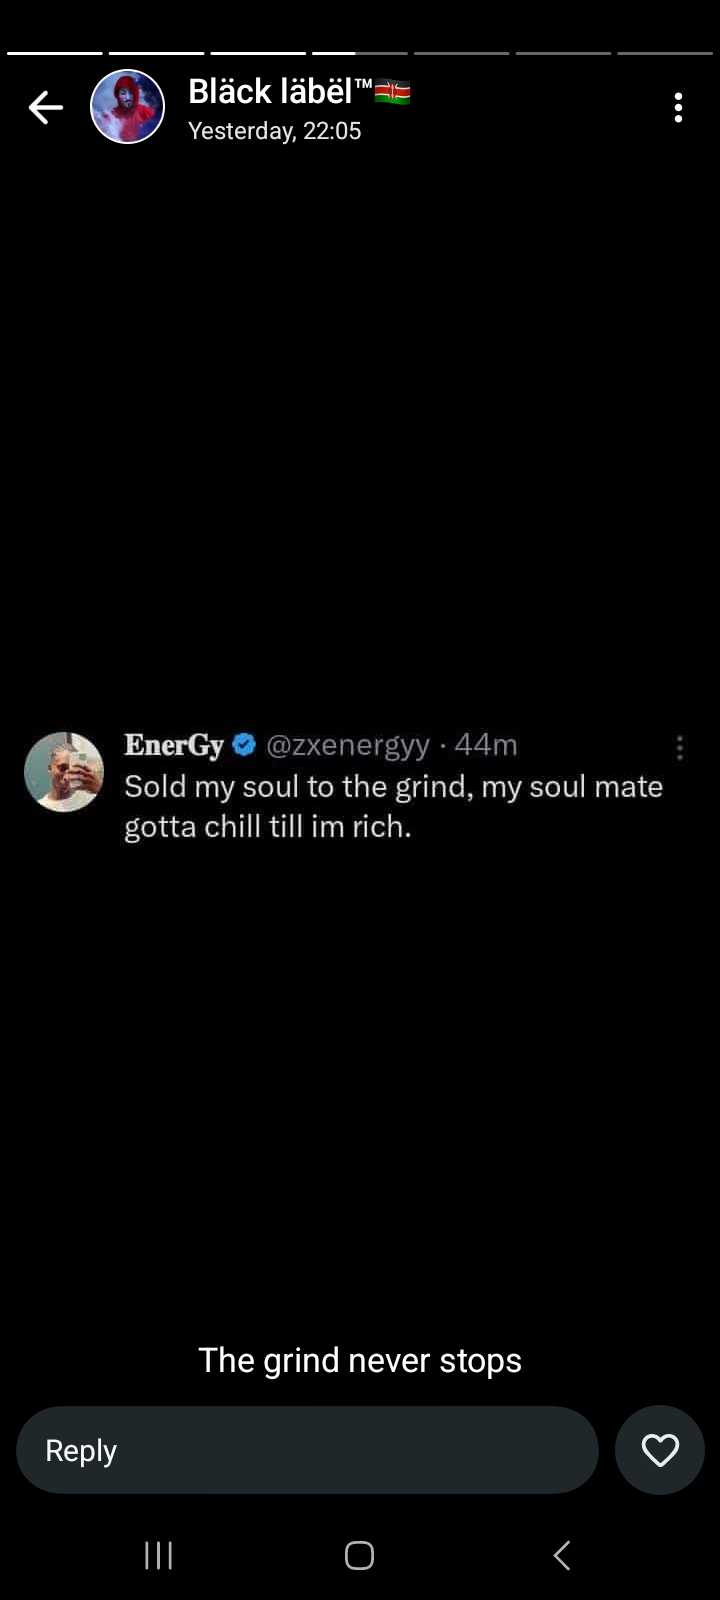 Bläck läbël™🇰🇪
Yesterday, 22:05
EnerGy @zxenergyy · 44m
Sold my soul to the grind, my soul mate
gotta chill till im rich.
The grind never stops
Reply